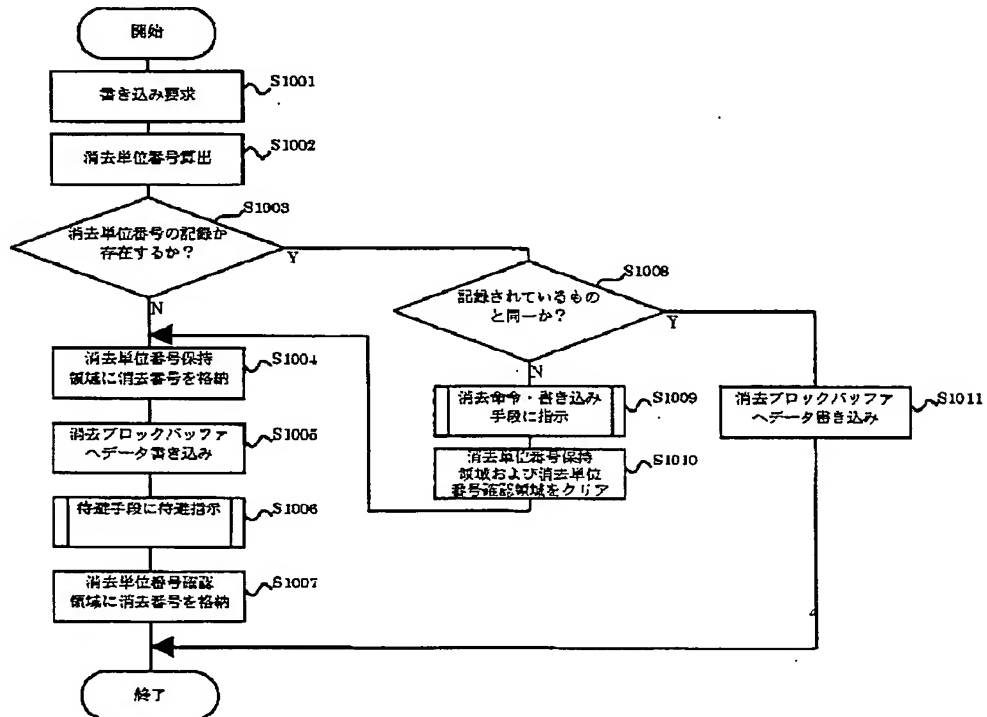 開始
書き込み要求
S1001
消去単位番号算出
S1002
消去単位番号の記録が
存在するか？
S1003
Y
N
消去単位番号保持
領域に消去番号を格納
S1004
消去ブロックバッファ
へデータ書き込み
S1005
待避手段に待避指示
S1006
消去単位番号確認
領域に消去番号を格納
S1007
終了
記録されているもの
と同一か？
S1008
Y
N
消去命令・書き込み
手段に指示
S1009
消去単位番号保持
領域および消去単位
番号確認領域をクリア
S1010
消去ブロックバッファ
へデータ書き込み
S1011